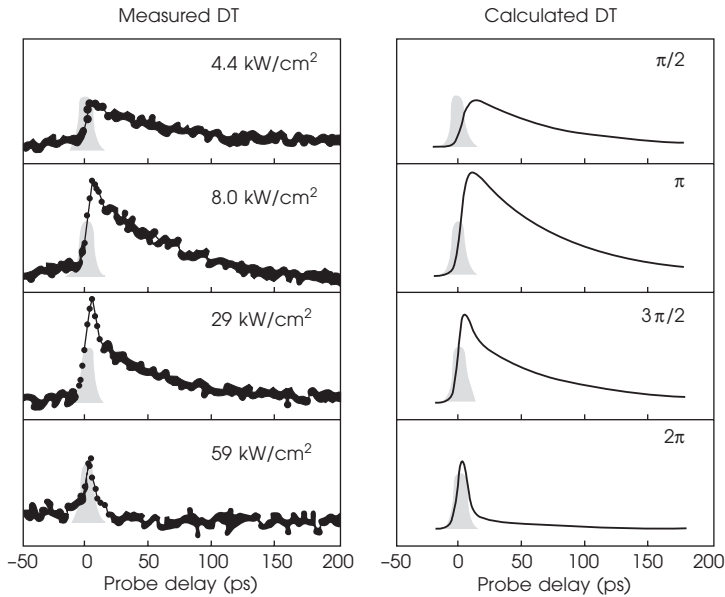 Measured DT
4.4 kW/cm²
8.0 kW/cm²
29 kW/cm²
59 kW/cm²
–50 0 50 100 150 200
Probe delay (ps)
Calculated DT
π/2
π
3π/2
2π
–50 0 50 100 150 200
Probe delay (ps)